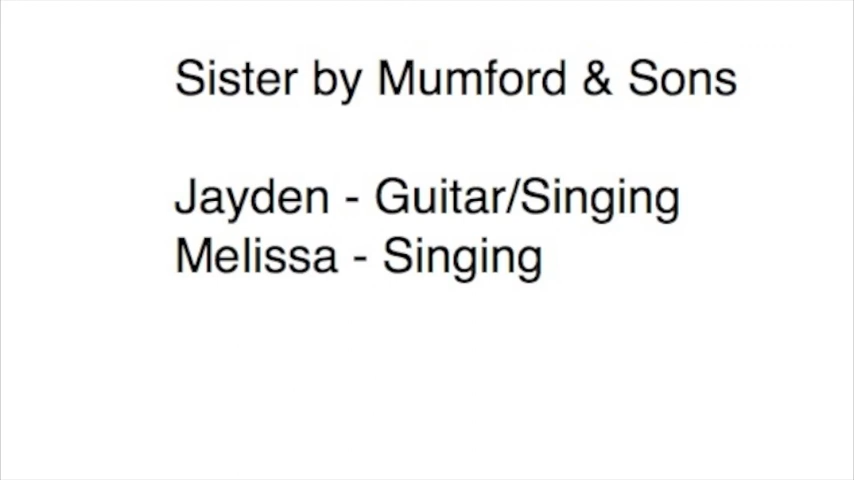 Sister by Mumford & Sons
Jayden - Guitar/Singing
Melissa - Singing